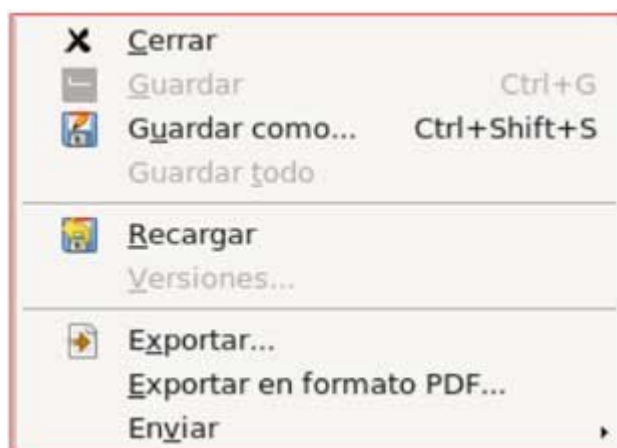 Cerrar
Guardar Ctrl+G
Guardar como... Ctrl+Shift+S
Guardar todo
Recargar
Versiones...
Exportar...
Exportar en formato PDF...
Enviar